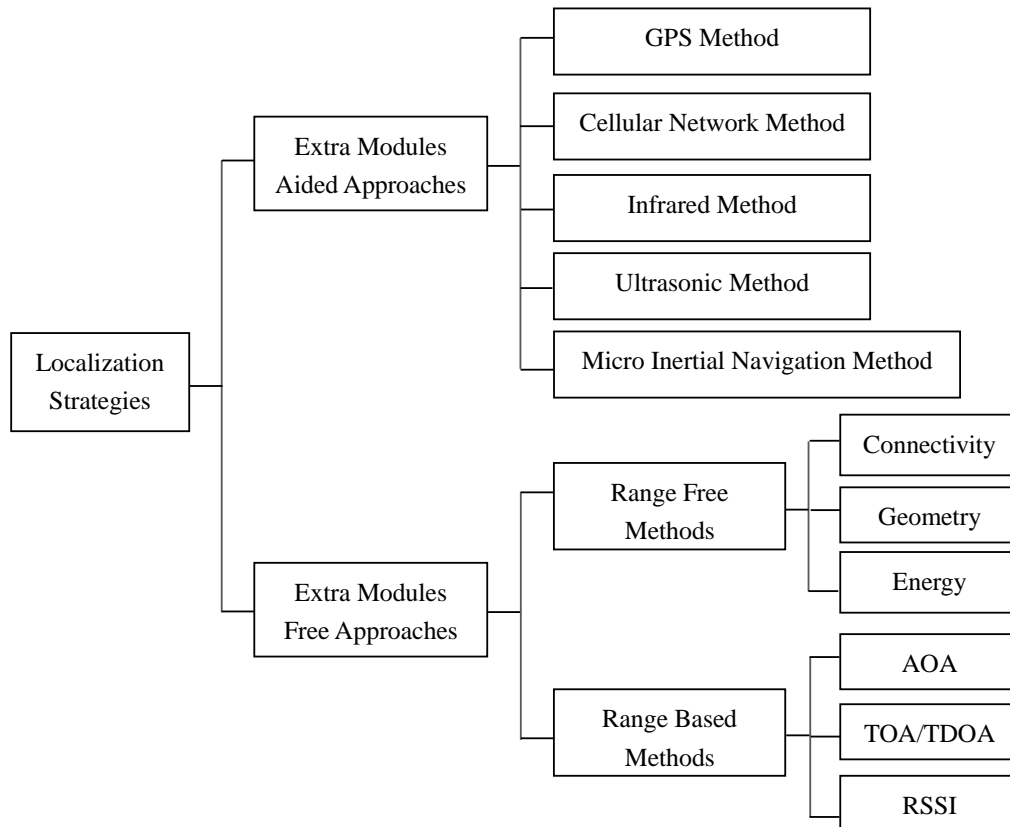 Localization
Strategies
Extra Modules
Aided Approaches
GPS Method
Cellular Network Method
Infrared Method
Ultrasonic Method
Micro Inertial Navigation Method
Extra Modules
Free Approaches
Range Free
Methods
Connectivity
Geometry
Energy
Range Based
Methods
AOA
TOA/TDOA
RSSI